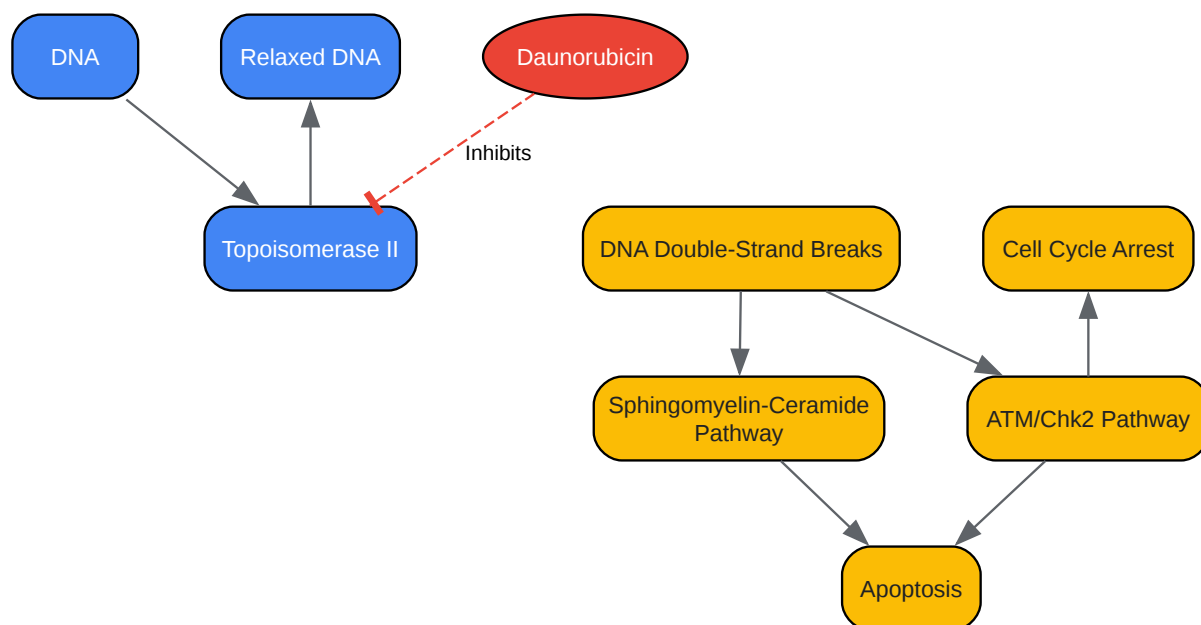 DNA
Relaxed DNA
Daunorubicin
Inhibits
Topoisomerase II
DNA Double-Strand Breaks
Cell Cycle Arrest
Sphingomyelin-Ceramide
Pathway
ATM/Chk2 Pathway
Apoptosis